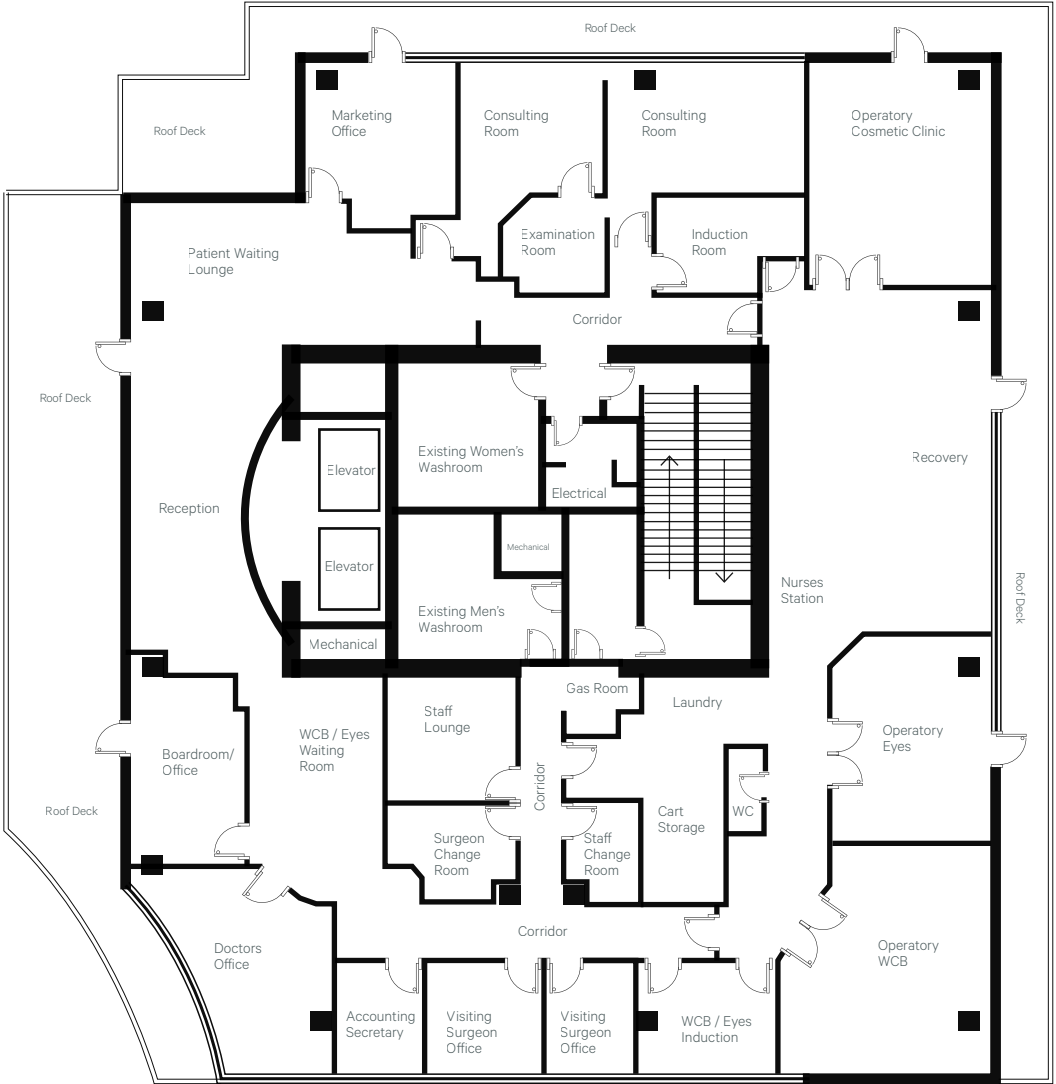 Roof Deck
Roof Deck
Marketing
Office
Consulting
Room
Consulting
Room
Operatory
Cosmetic Clinic
Examination
Room
Induction
Room
Patient Waiting
Lounge
Corridor
Roof Deck
Existing Women's
Washroom
Elevator
Electrical
Recovery
Reception
Elevator
Mechanical
Nurses
Station
Roof Deck
Existing Men's
Washroom
Mechanical
Gas Room
Laundry
Staff
Lounge
WCB / Eyes
Waiting
Room
Boardroom/
Office
Operatory
Eyes
Corridor
Roof Deck
Cart
Storage
WC
Surgeon
Change
Room
Staff
Change
Room
Corridor
Doctors
Office
Operatory
WCB
Accounting
Secretary
Visiting
Surgeon
Office
Visiting
Surgeon
Office
WCB / Eyes
Induction